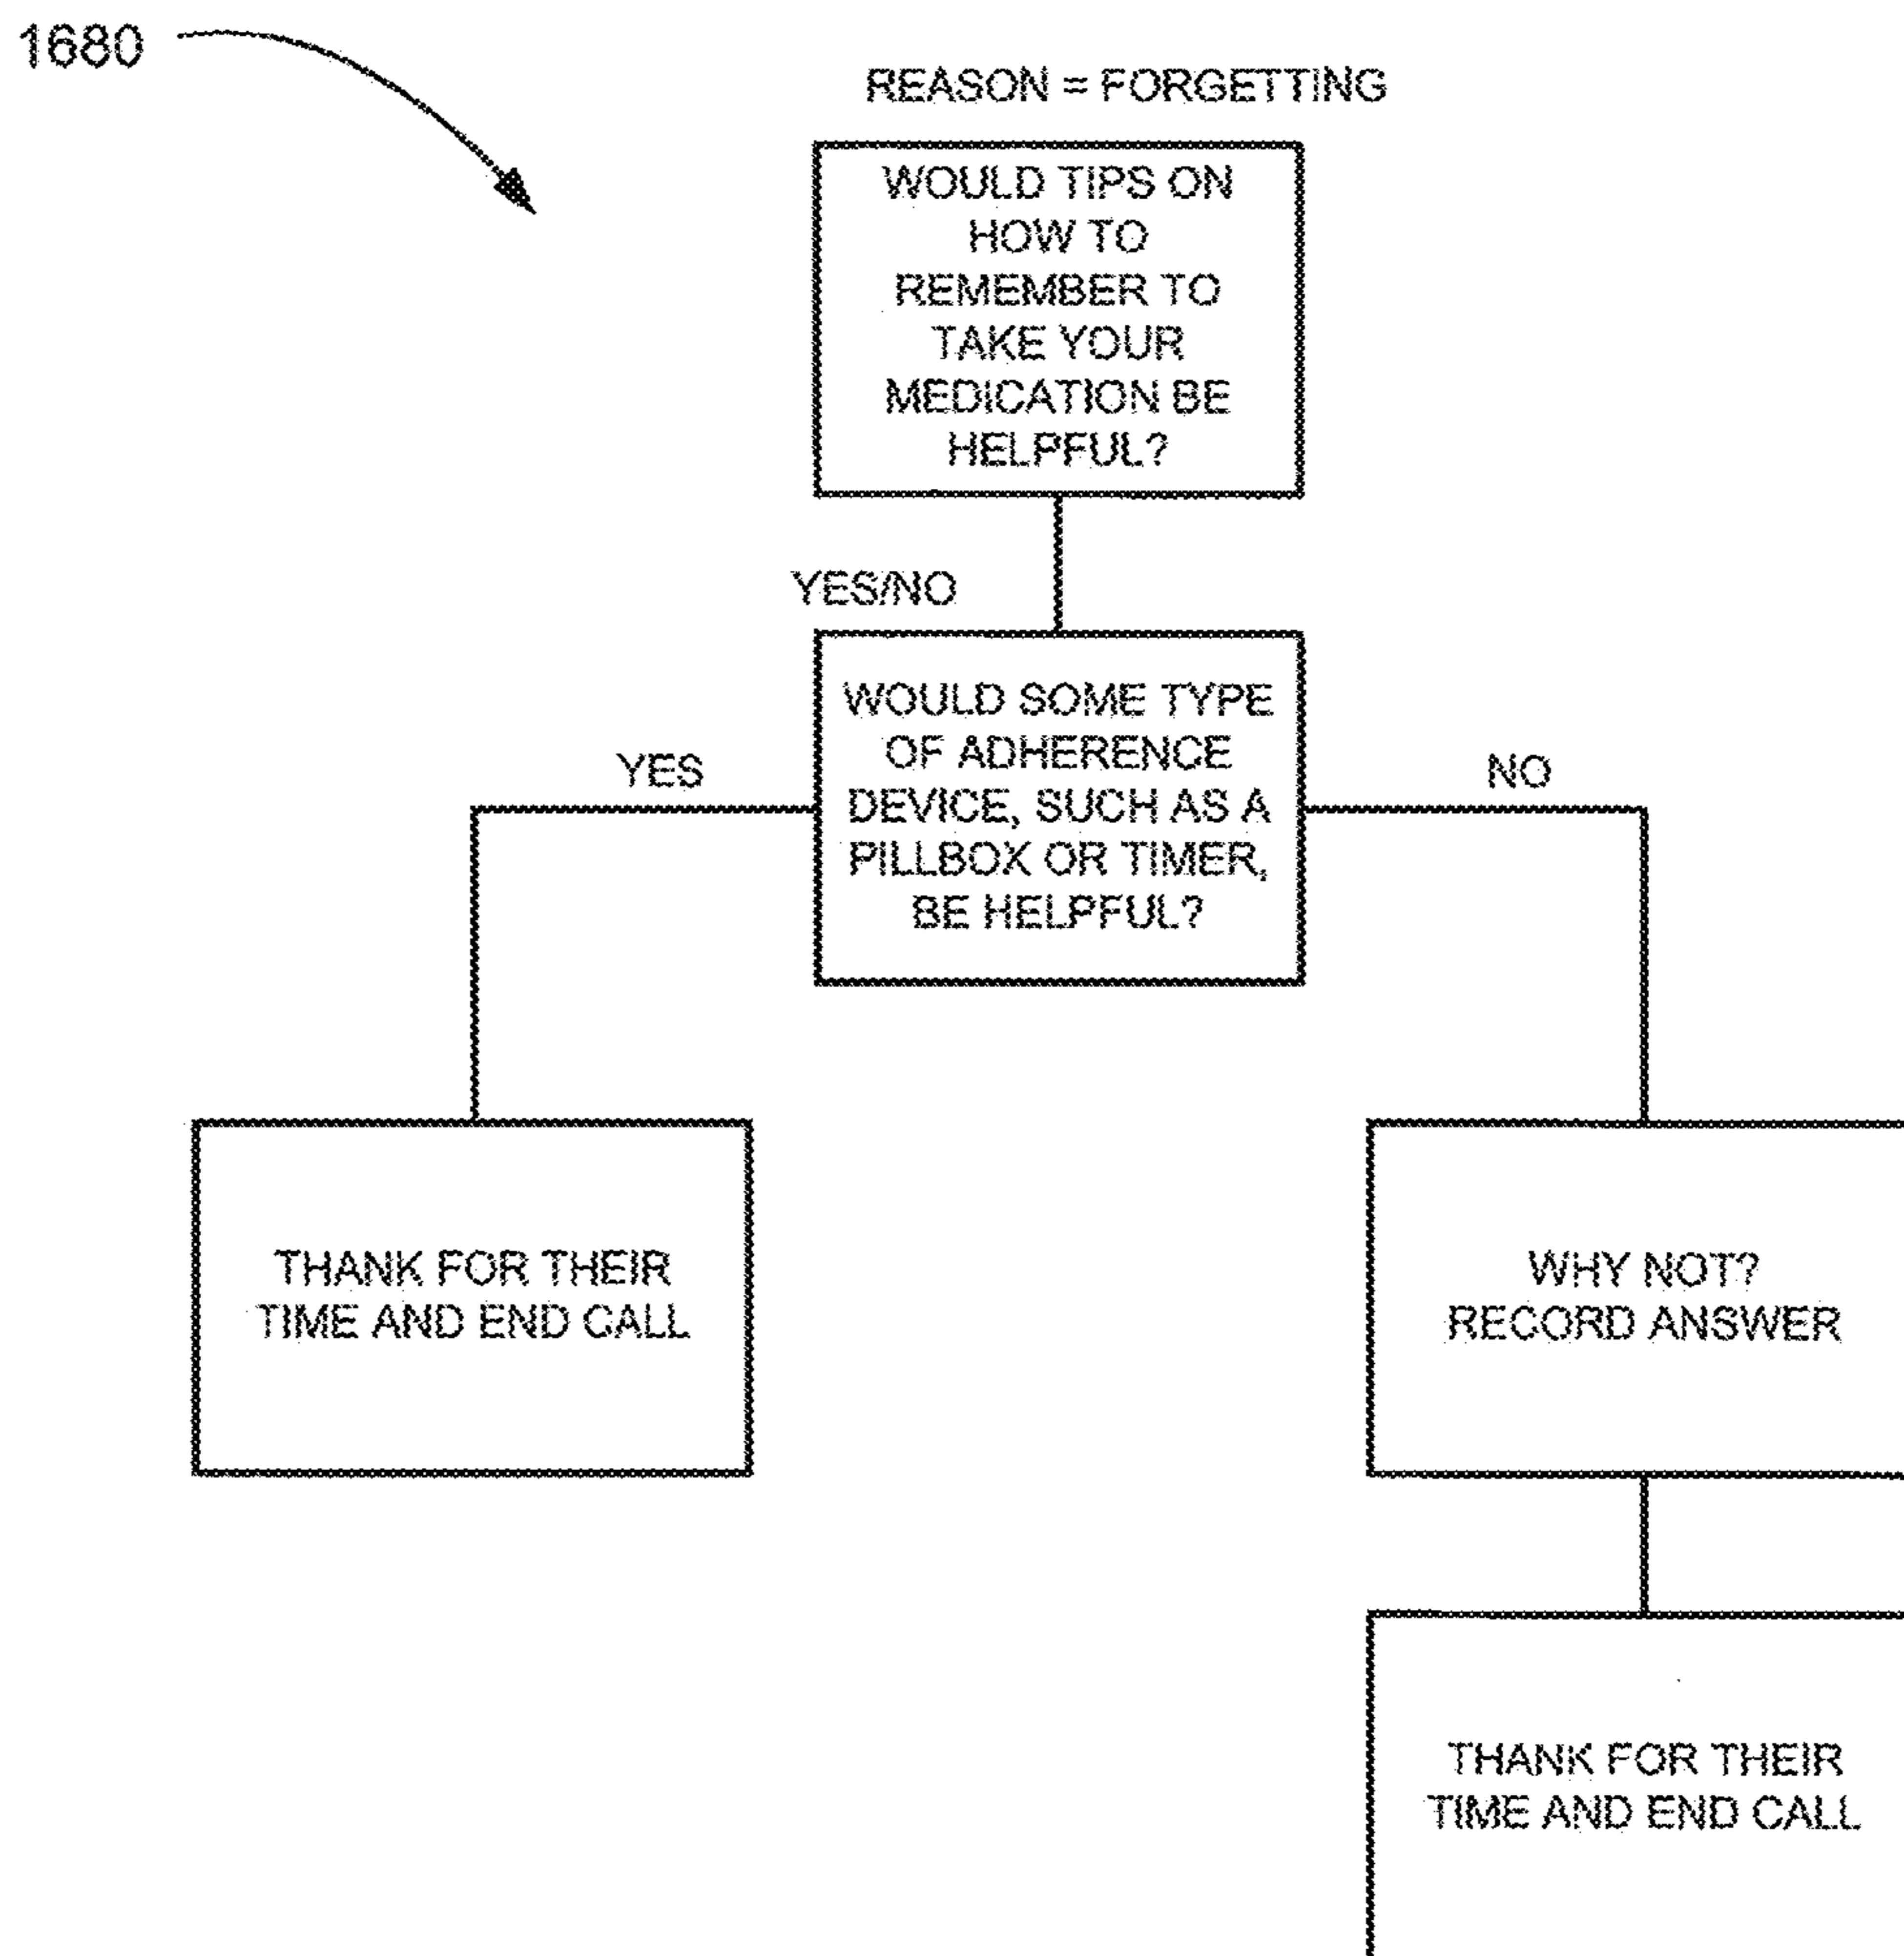 1680
REASON = FORGETTING
WOULD TIPS ON
HOW TO
REMEMBER TO
TAKE YOUR
MEDICATION BE
HELPFUL?
YES/NO
WOULD SOME TYPE
OF ADHERENCE
DEVICE, SUCH AS A
PILLBOX OR TIMER,
BE HELPFUL?
YES
NO
THANK FOR THEIR
TIME AND END CALL
WHY NOT?
RECORD ANSWER
THANK FOR THEIR
TIME AND END CALL